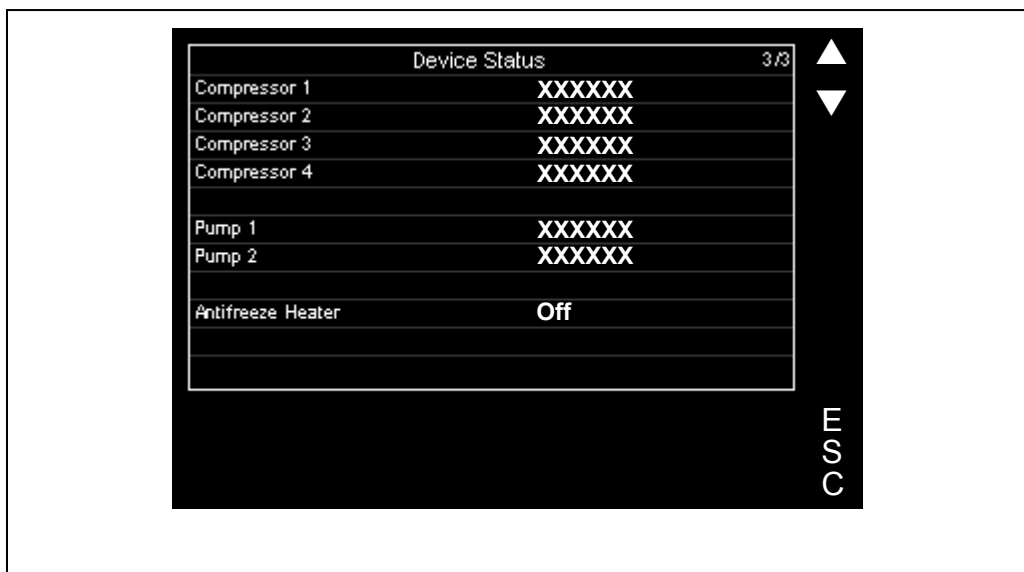 Device Status 3/3
Compressor 1 XXXXXX
Compressor 2 XXXXXX
Compressor 3 XXXXXX
Compressor 4 XXXXXX
Pump 1 XXXXXX
Pump 2 XXXXXX
Antifreeze Heater Off
E
S
C